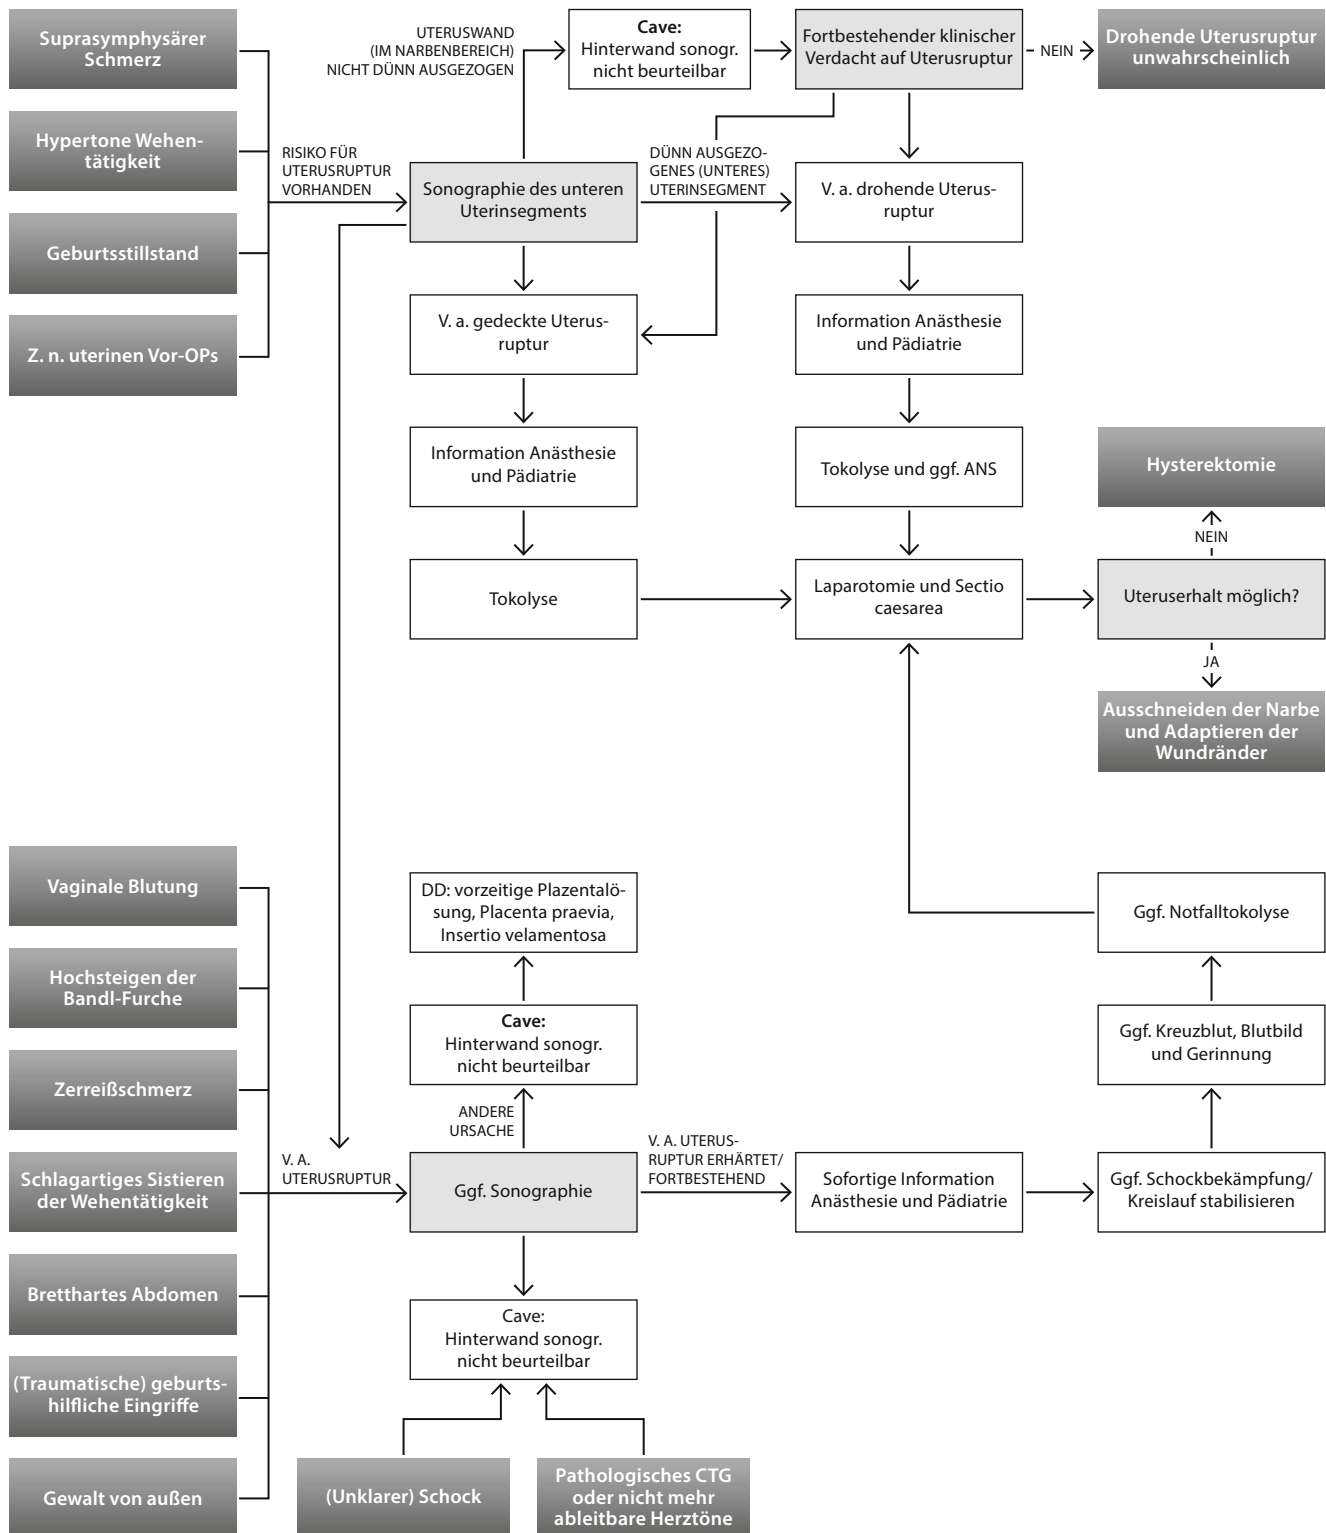 Suprasymphysärer
Schmerz
Hypertone Wehen-
tätigkeit
Geburtsstillstand
Z. n. uterinen Vor-OPs
RISIKO FÜR
UTERUSRUPTUR
VORHANDEN
UTERUSWAND
(IM NARBENBEREICH)
NICHT DÜNN AUSGEZOGEN
Cave:
Hinterwand sonogr.
nicht beurteilbar
Fortbestehender klinischer
Verdacht auf Uterusruptur
NEIN
Drohende Uterusruptur
unwahrscheinlich
Sonographie des unteren
Uterinsegments
DÜNN AUSGEZO-
GENES (UNTERES)
UTERINSEGMENT
V. a. drohende Uterus-
ruptur
V. a. gedeckte Uterus-
ruptur
Information Anästhesie
und Pädiatrie
Information Anästhesie
und Pädiatrie
Tokolyse und ggf. ANS
Tokolyse
Laparotomie und Sectio
caesarea
Hysterektomie
NEIN
Uteruserhalt möglich?
JA
Ausschneiden der Narbe
und Adaptieren der
Wundränder
Vaginale Blutung
Hochsteigen der
Bandl-Furche
Zerreißschmerz
Schlagartiges Sistieren
der Wehentätigkeit
Bretthartes Abdomen
(Traumatische) geburts-
hilfliche Eingriffe
Gewalt von außen
V. A.
UTERUSRUPTUR
DD: vorzeitige Plazentalö-
sung, Placenta praevia,
Insertio velamentosa
Cave:
Hinterwand sonogr.
nicht beurteilbar
ANDERE
URSACHE
Ggf. Sonographie
V. A. UTERUS-
RUPTUR ERHÄRTET/
FORTBESTEHEND
Sofortige Information
Anästhesie und Pädiatrie
Ggf. Schockbekämpfung/
Kreislauf stabilisieren
Ggf. Kreuzblut, Blutbild
und Gerinnung
Ggf. Notfalltokolyse
Cave:
Hinterwand sonogr.
nicht beurteilbar
(Unklarer) Schock
Pathologisches CTG
oder nicht mehr
ableitbare Herztöne